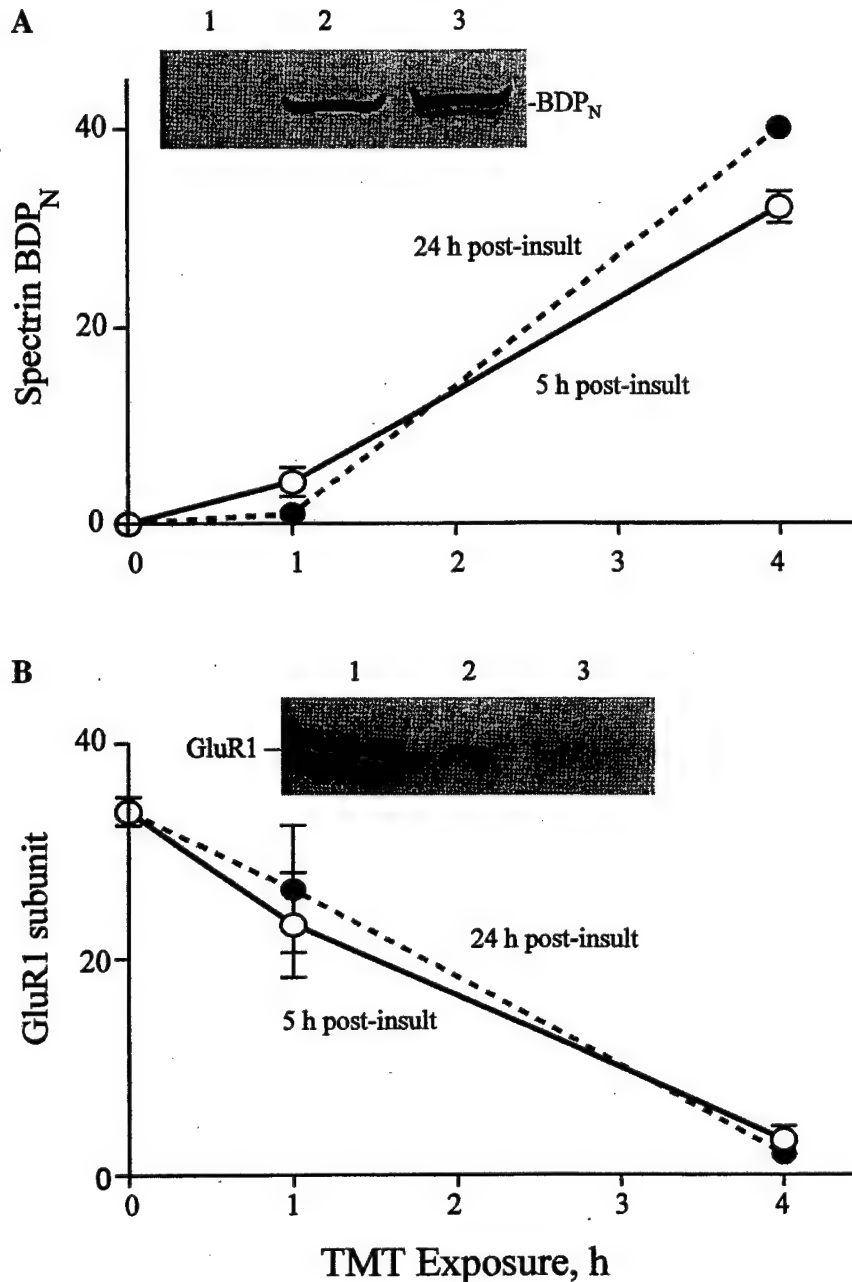 A
1 2 3
-BDPN
40
20
0
Spectrin BDPN
24 h post-insult
5 h post-insult
0 1 2 3 4
B
1 2 3
GluR1 –
40
20
0
GluR1 subunit
24 h post-insult
5 h post-insult
0 1 2 3 4
TMT Exposure, h